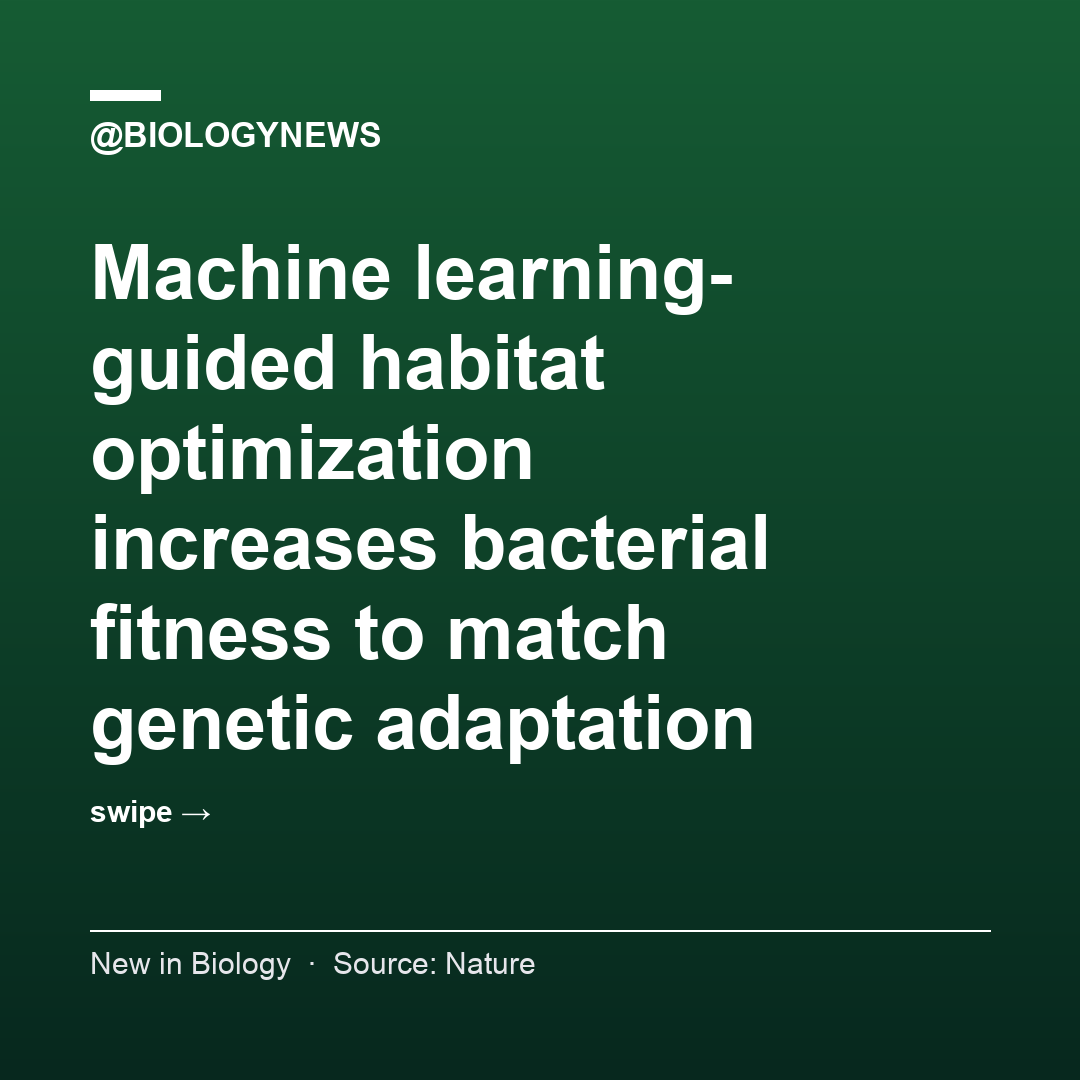 @BIOLOGYNEWS
Machine learning-
guided habitat
optimization
increases bacterial
fitness to match
genetic adaptation
swipe →
New in Biology · Source: Nature